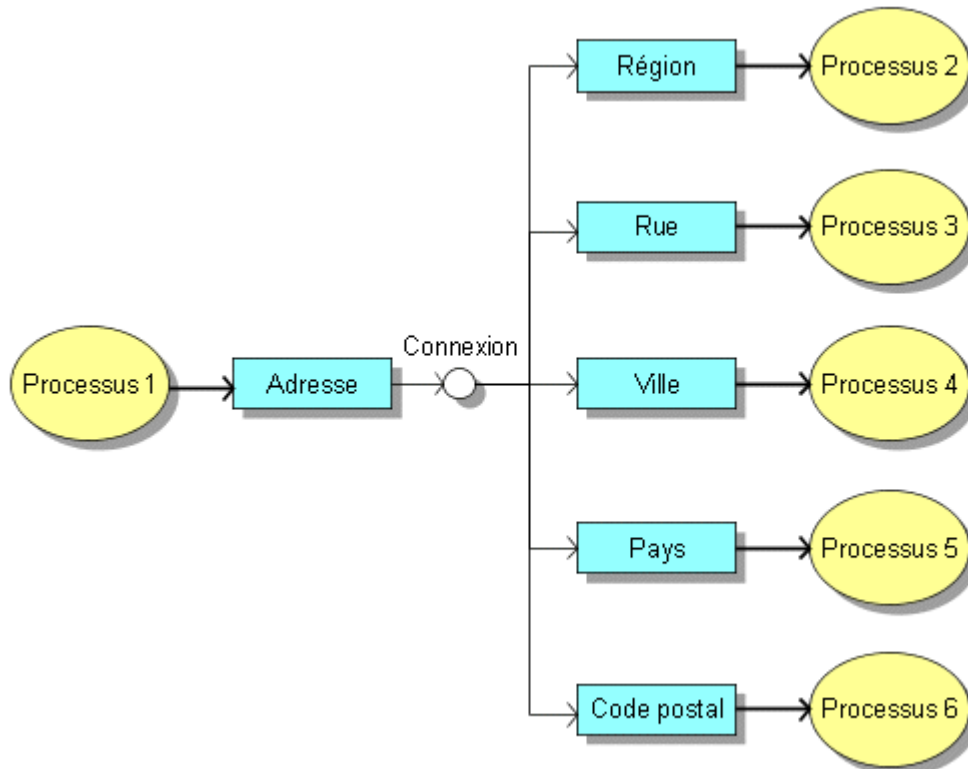 Région
Processus 2
Rue
Processus 3
Connexion
Processus 1
Adresse
Ville
Processus 4
Pays
Processus 5
Code postal
Processus 6